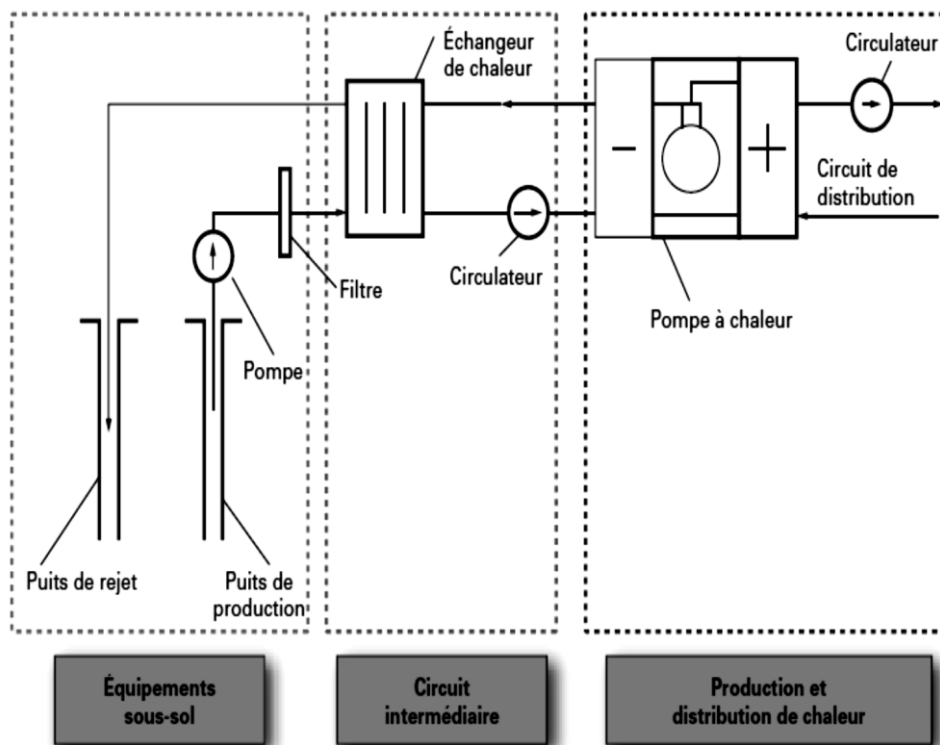 Échangeur
de chaleur
Circulateur
Circuit de
distribution
Filtre
Circulateur
Pompe à chaleur
Pompe
Puits de rejet
Puits de
production
Équipements
sous-sol
Circuit
intermédiaire
Production et
distribution de chaleur